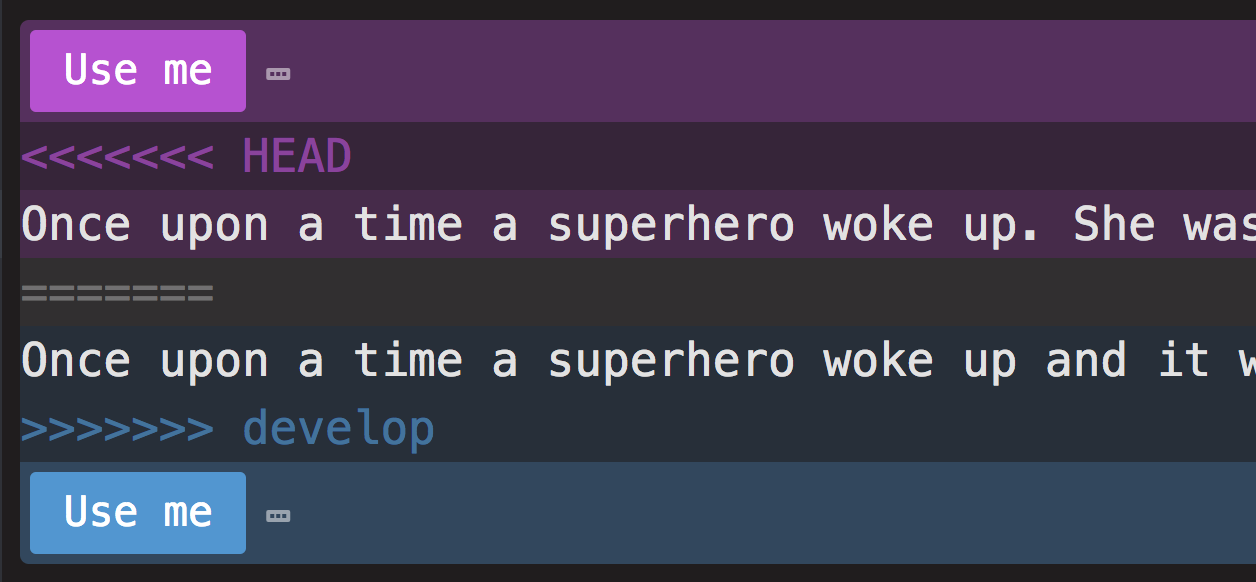 Use me
<<<<<<< HEAD
Once upon a time a superhero woke up. She was
=======
Once upon a time a superhero woke up and it
>>>>>>> develop
Use me